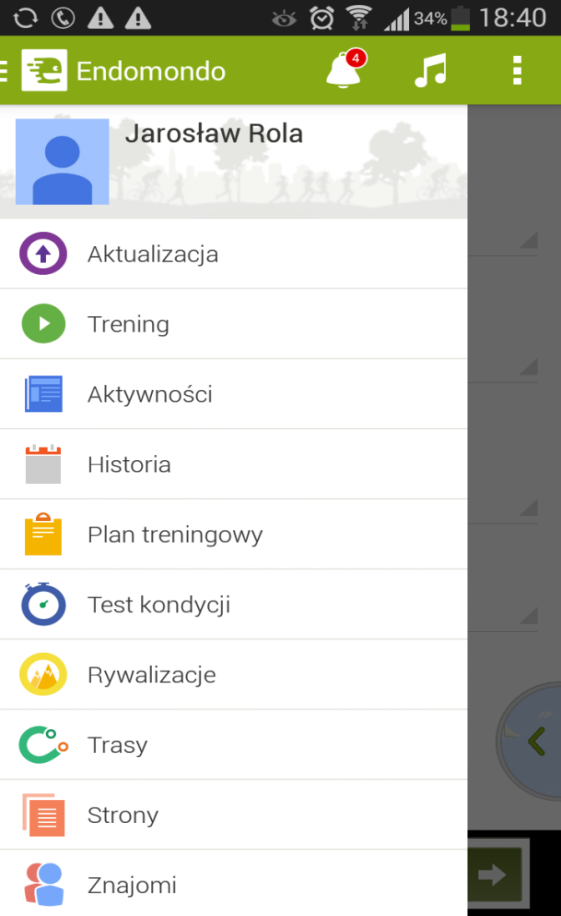 34% 18:40
Endomondo 4
Jarosław Rola
Aktualizacja
Trening
Aktywności
Historia
Plan treningowy
Test kondycji
Rywalizacje
Trasy
Strony
Znajomi